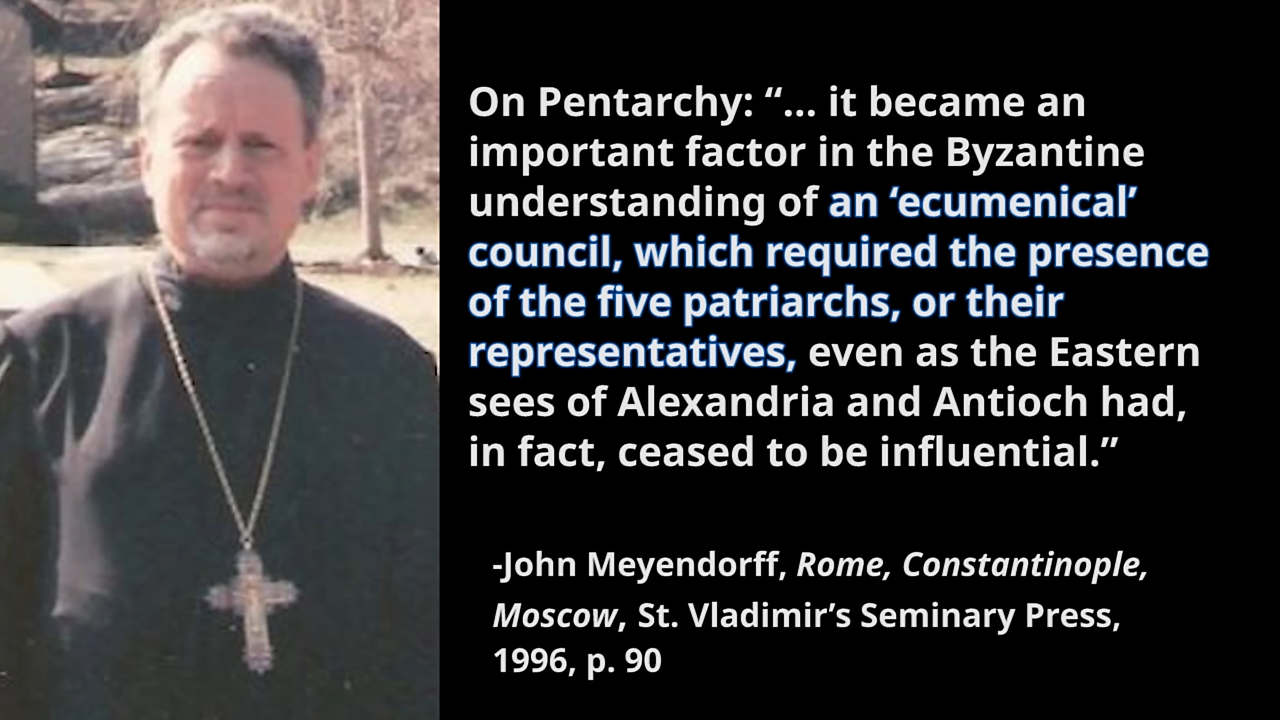 On Pentarchy: “... it became an
important factor in the Byzantine
understanding of an ‘ecumenical’
council, which required the presence
of the five patriarchs, or their
representatives, even as the Eastern
sees of Alexandria and Antioch had,
in fact, ceased to be influential.”
-John Meyendorff, Rome, Constantinople,
Moscow, St. Vladimir’s Seminary Press,
1996, p. 90